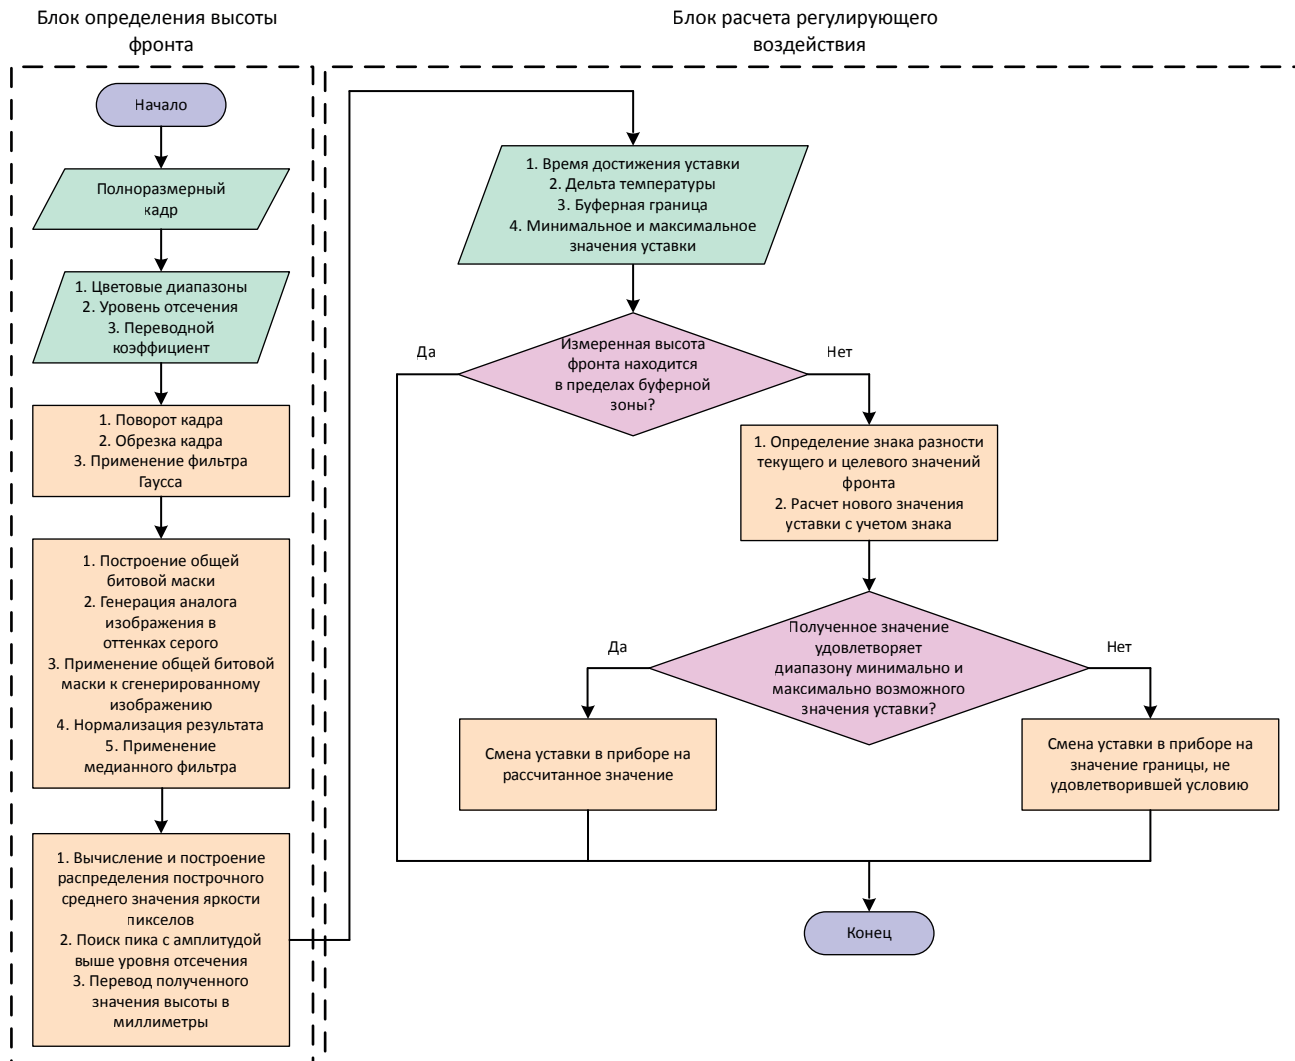 Блок определения высоты
фронта
Начало
Полноразмерный
кадр
1. Цветовые диапазоны
2. Уровень отсечения
3. Переводной
коэффициент
1. Поворот кадра
2. Обрезка кадра
3. Применение фильтра
Гаусса
1. Построение общей
битовой маски
2. Генерация аналога
изображения в
оттенках серого
3. Применение общей битовой
маски к сгенерированному
изображению
4. Нормализация результата
5. Применение
медианного фильтра
1. Вычисление и построение
распределения построчного
среднего значения яркости
пикселов
2. Поиск пика с амплитудой
выше уровня отсечения
3. Перевод полученного
значения высоты в
миллиметры
Блок расчета регулирующего
воздействия
1. Время достижения уставки
2. Дельта температуры
3. Буферная граница
4. Минимальное и максимальное
значения уставки
Измеренная высота
фронта находится
в пределах буферной
зоны?
Да
Нет
1. Определение знака разности
текущего и целевого значений
фронта
2. Расчет нового значения
уставки с учетом знака
Полученное значение
удовлетворяет
диапазону минимально и
максимально возможного
значения уставки?
Да
Нет
Смена уставки в приборе на
рассчитанное значение
Смена уставки в приборе на
значение границы, не
удовлетворившей условию
Конец